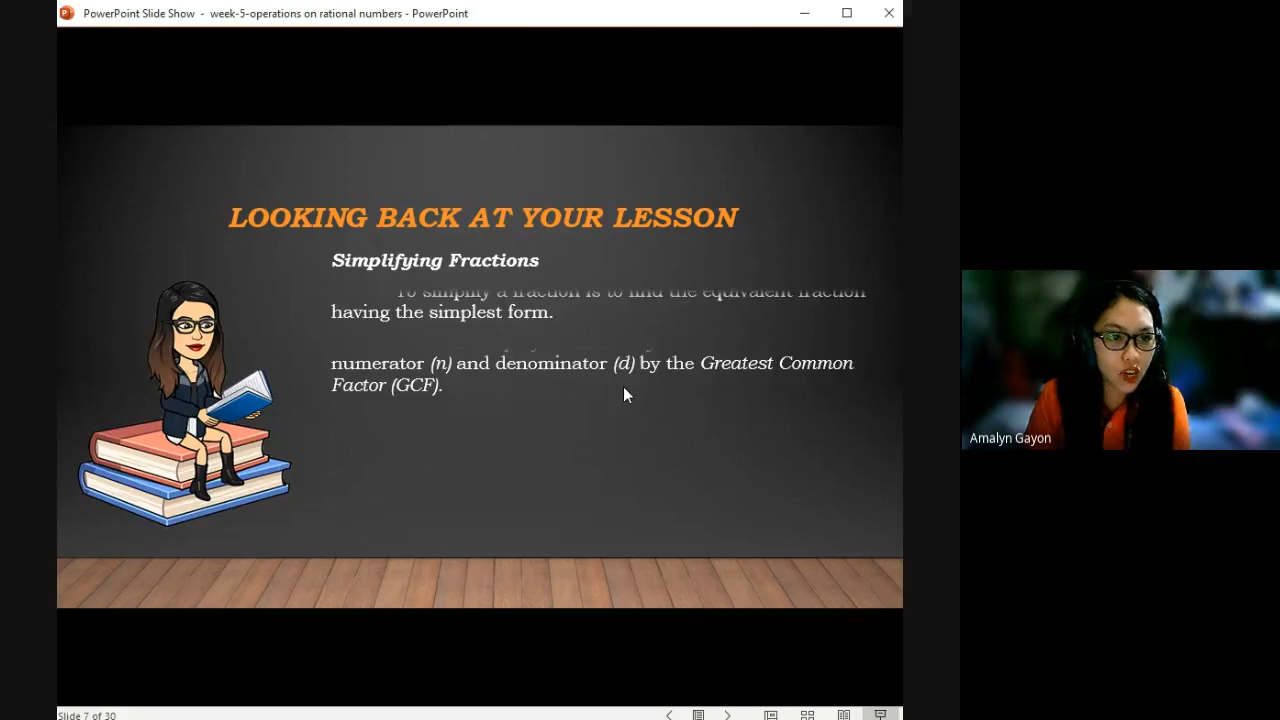 PowerPoint Slide Show - week-5-operations on rational numbers - PowerPoint
LOOKING BACK AT YOUR LESSON
Simplifying Fractions
To simplify a fraction is to find the equivalent fraction
having the simplest form.
numerator (n) and denominator (d) by the Greatest Common
Factor (GCF).
Amalyn Gayon
Slide 7 of 30